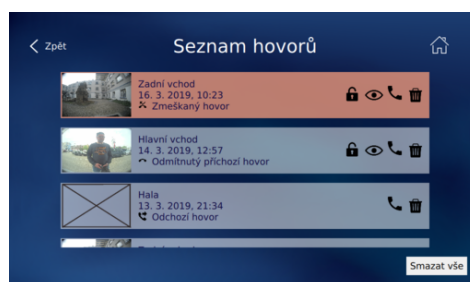 Zpět
Seznam hovorů
Zadní vchod
16. 3. 2019, 10:23
Zmeškaný hovor
Hlavní vchod
14. 3. 2019, 12:57
Odmítnutý příchozí hovor
Hala
13. 3. 2019, 21:34
Odchozí hovor
Smazat vše